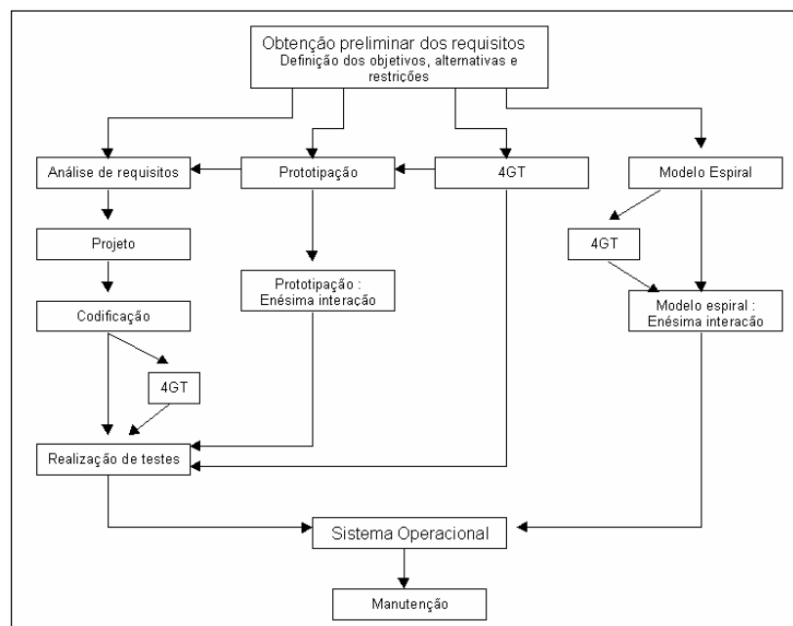 Obtenção preliminar dos requisitos
Definição dos objetivos, alternativas e
restrições
Análise de requisitos
Prototipação
4GT
Modelo Espiral
Projeto
4GT
Prototipação :
Enésima interação
Codificação
Modelo espiral :
Enésima interacão
4GT
Realização de testes
Sistema Operacional
Manutenção